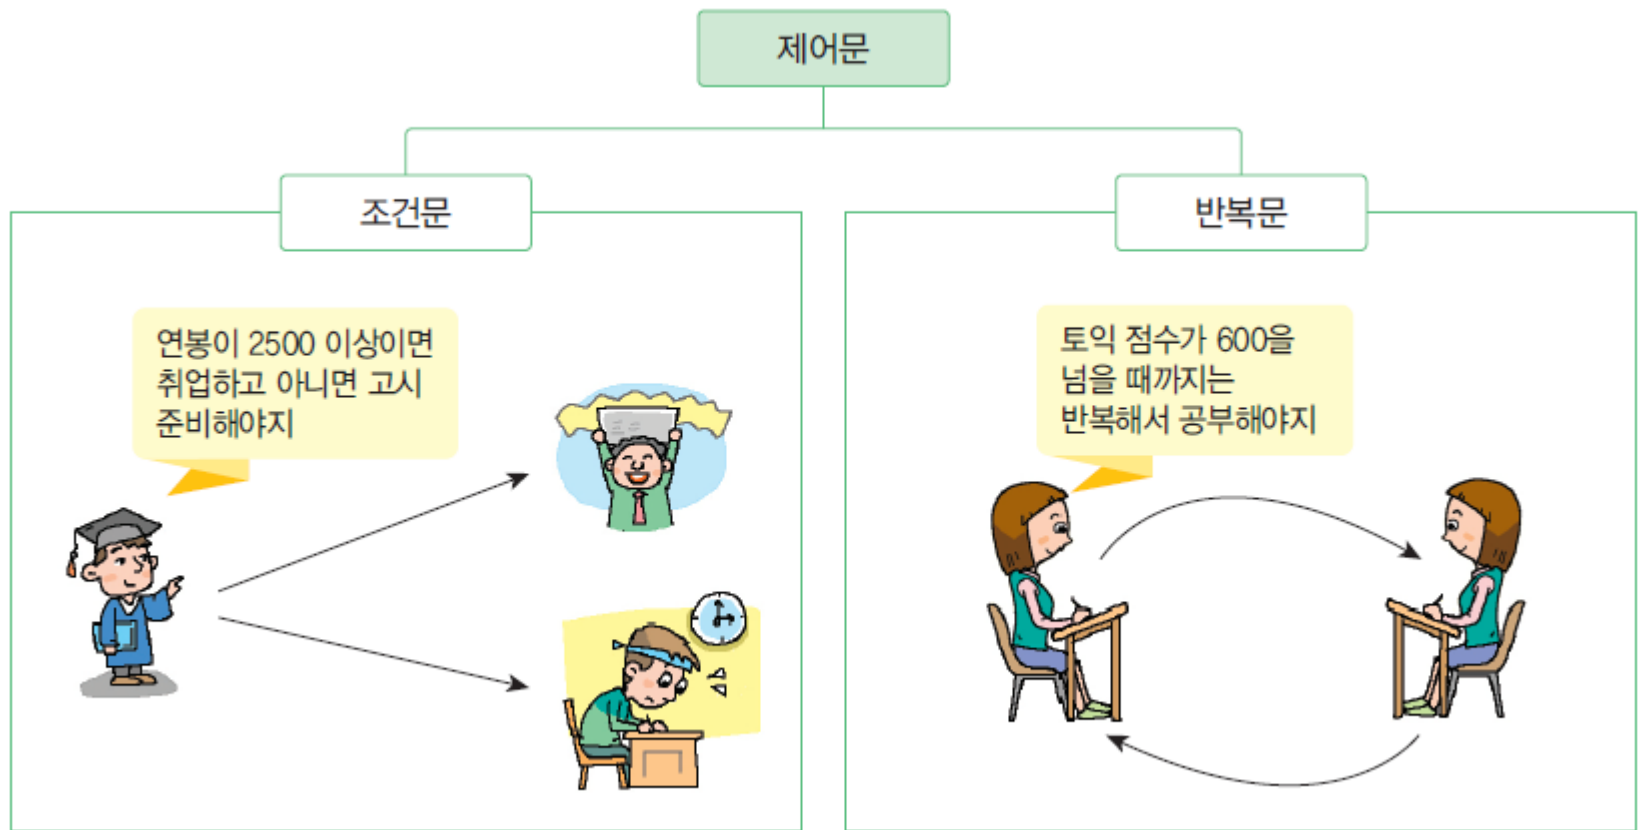 제어문
조건문
반복문
연봉이 2500 이상이면
취업하고 아니면 고시
준비해야지
토익 점수가 600을
넘을 때까지는
반복해서 공부해야지